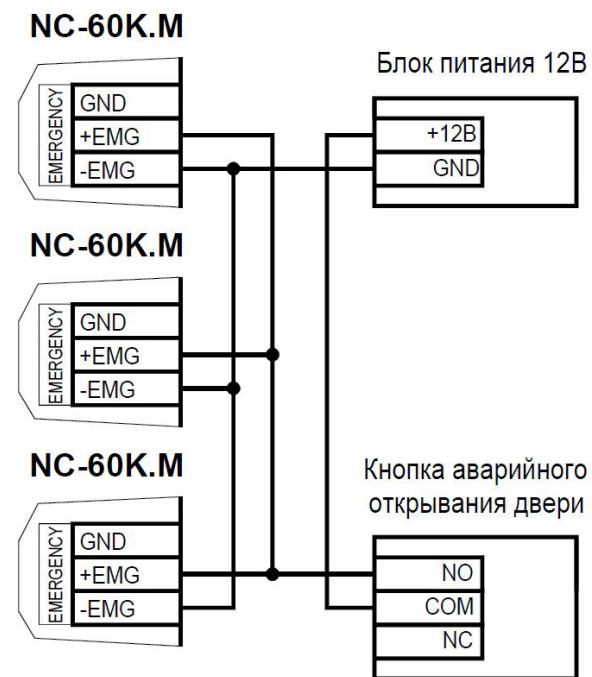 NC-60K.M
EMERGENCY
GND
+EMG
-EMG
Блок питания 12В
+12В
GND
NC-60K.M
EMERGENCY
GND
+EMG
-EMG
NC-60K.M
EMERGENCY
GND
+EMG
-EMG
Кнопка аварийного
открывания двери
NO
COM
NC